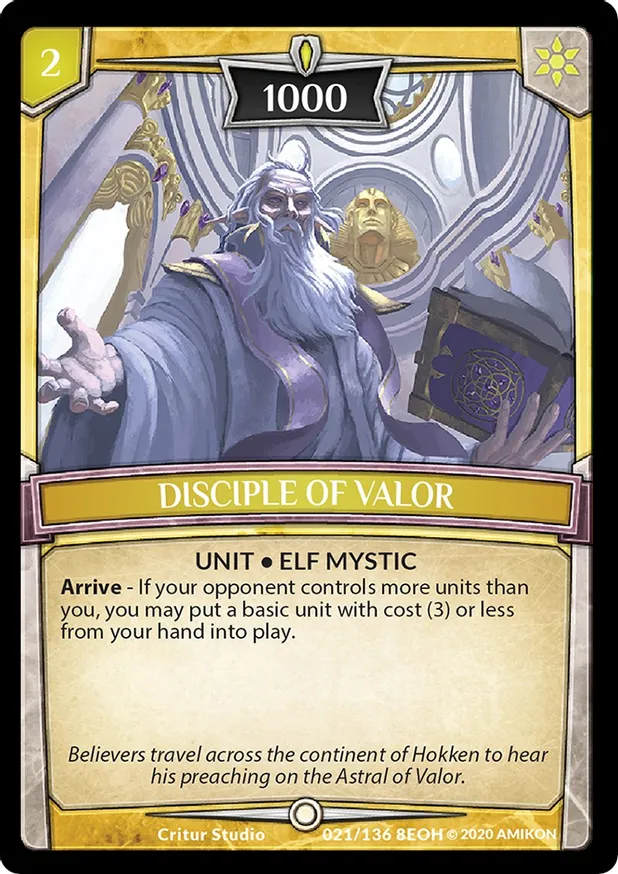 2
1000
DISCIPLE OF VALOR
UNIT ● ELF MYSTIC
Arrive - If your opponent controls more units than
you, you may put a basic unit with cost (3) or less
from your hand into play.
Believers travel across the continent of Hokken to hear
his preaching on the Astral of Valor.
Critur Studio 021/136 8EOH © 2020 AMIKON